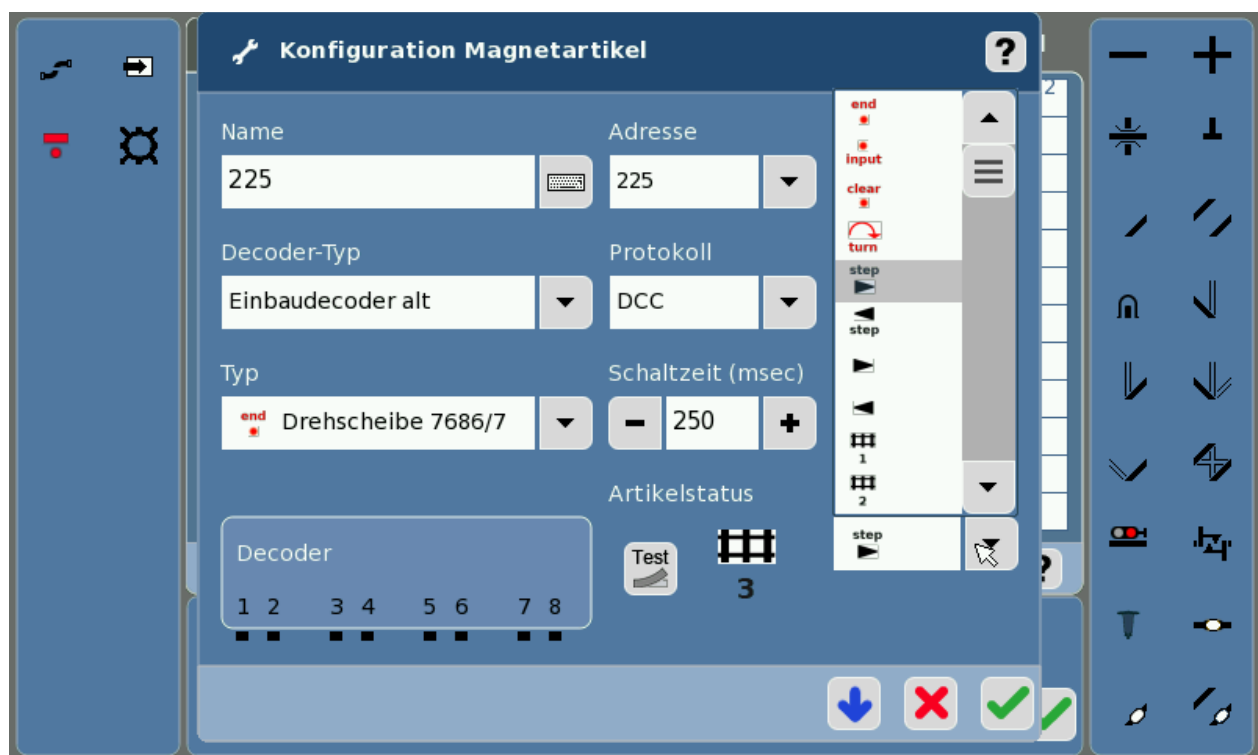 Konfiguration Magnetartikel
?
Name
Adresse
225
225
Decoder-Typ
Protokoll
Einbaudecoder alt
DCC
Typ
Schaltzeit (msec)
end
Drehscheibe 7686/7
250
Artikelstatus
Decoder
1 2 3 4 5 6 7 8
Test
3
end
input
clear
turn
step
step
1
2
step
2
?